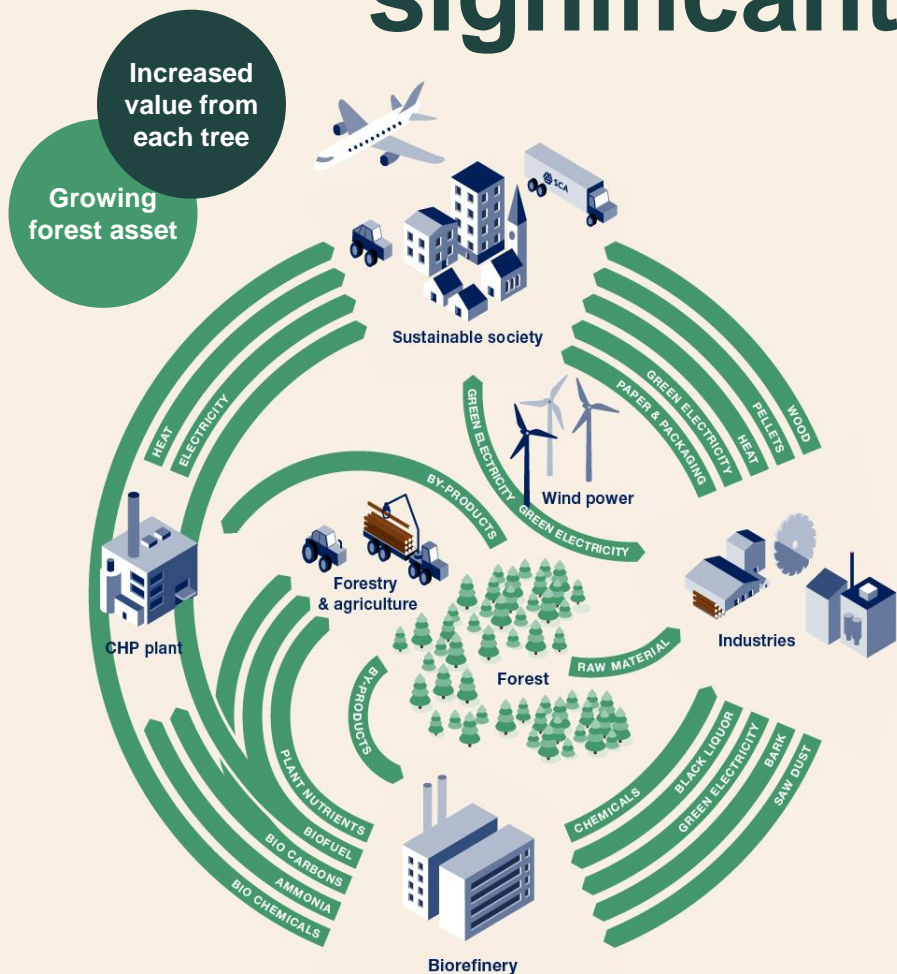 significant
Increased
value from
each tree
Growing
forest asset
SCA
Sustainable society
HEAT
ELECTRICITY
GREEN ELECTRICITY
PAPER & PACKAGING
GREEN ELECTRICITY
HEAT
PELLETS
WOOD
BY-PRODUCTS
Wind power
GREEN ELECTRICITY
Forestry
& agriculture
CHP plant
Industries
Forest
RAW MATERIAL
BY-PRODUCTS
PLANT NUTRIENTS
BIOFUEL
BIO CARBONS
AMMONIA
BIO CHEMICALS
CHEMICALS
BLACK LIQUOR
GREEN ELECTRICITY
BARK
SAW DUST
Biorefinery